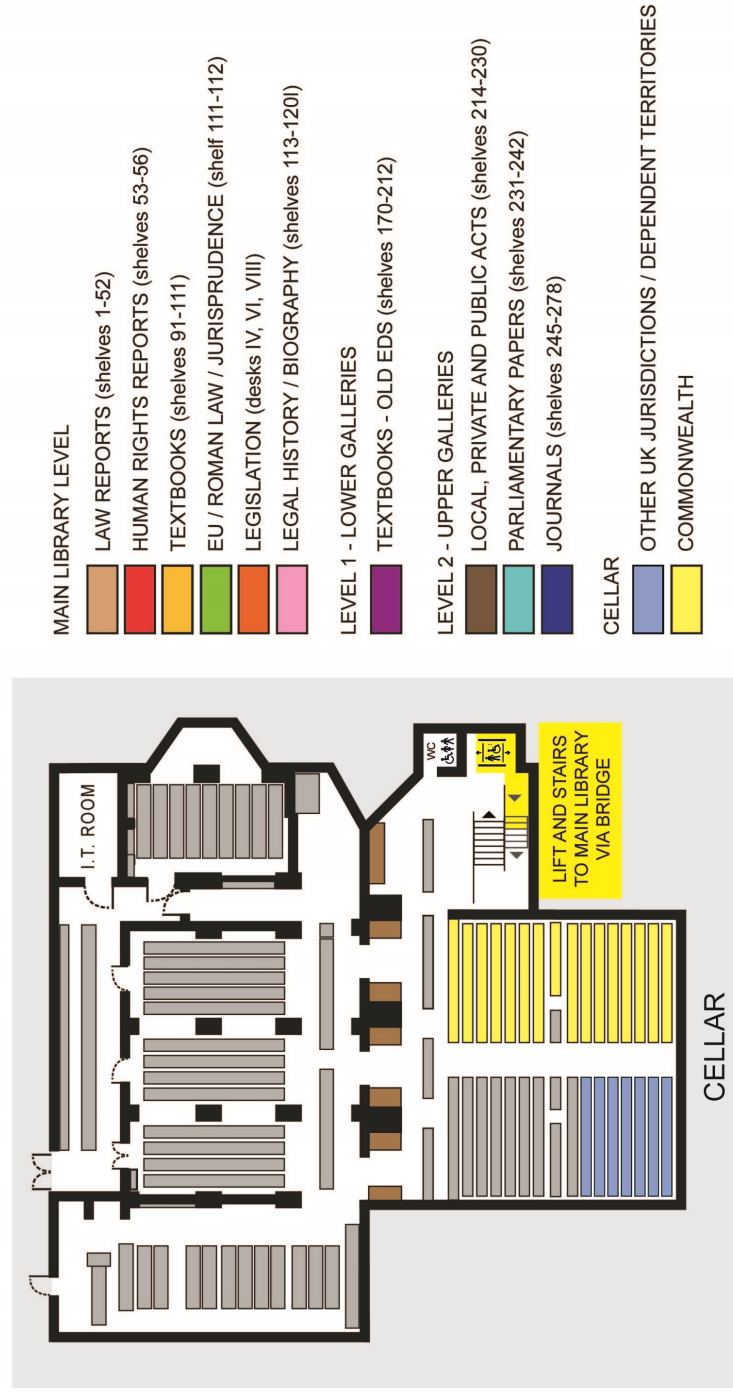 MAIN LIBRARY LEVEL
LAW REPORTS (shelves 1-52)
HUMAN RIGHTS REPORTS (shelves 53-56)
TEXTBOOKS (shelves 91-111)
EU / ROMAN LAW / JURISPRUDENCE (shelf 111-112)
LEGISLATION (desks IV, VI, VIII)
LEGAL HISTORY / BIOGRAPHY (shelves 113-120I)
LEVEL 1 - LOWER GALLERIES
TEXTBOOKS - OLD EDS (shelves 170-212)
LEVEL 2 - UPPER GALLERIES
LOCAL, PRIVATE AND PUBLIC ACTS (shelves 214-230)
PARLIAMENTARY PAPERS (shelves 231-242)
JOURNALS (shelves 245-278)
CELLAR
OTHER UK JURISDICTIONS / DEPENDENT TERRITORIES
COMMONWEALTH
I.T. ROOM
WC
LIFT AND STAIRS
TO MAIN LIBRARY
VIA BRIDGE
CELLAR